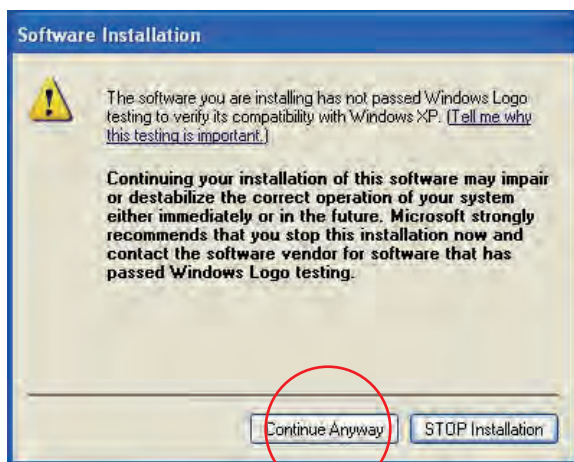 Software Installation
The software you are installing has not passed Windows Logo
testing to verify its compatibility with Windows XP. (Tell me why
this testing is important.)
Continuing your installation of this software may impair
or destabilize the correct operation of your system
either immediately or in the future. Microsoft strongly
recommends that you stop this installation now and
contact the software vendor for software that has
passed Windows Logo testing.
Continue Anyway STOP Installation